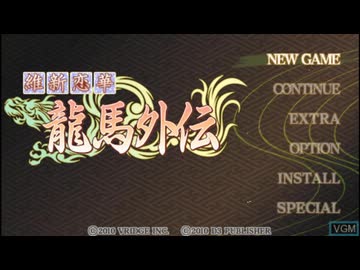 維新恋華
龍馬外伝
NEW GAME
CONTINUE
EXTRA
OPTION
INSTALL
SPECIAL
©2010 VRIDGE INC. ©2010 D3 PUBLISHER
VGM